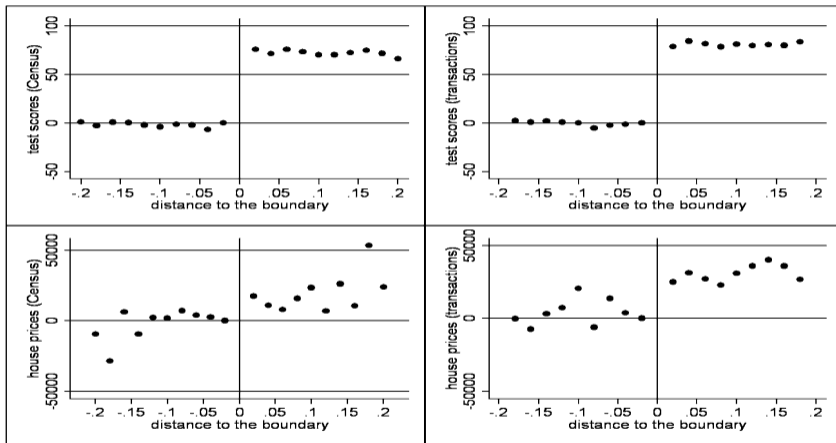 test scores (Census)
100
50
0
-50
-.2 -.15 -.1 -.05 0 .05 .1 .15 .2
distance to the boundary
test scores (transactions)
100
50
0
-50
-.2 -.15 -.1 -.05 0 .05 .1 .15 .2
distance to the boundary
house prices (Census)
50000
0
-50000
-.2 -.15 -.1 -.05 0 .05 .1 .15 .2
distance to the boundary
house prices (transactions)
50000
0
-50000
-.2 -.15 -.1 -.05 0 .05 .1 .15 .2
distance to the boundary